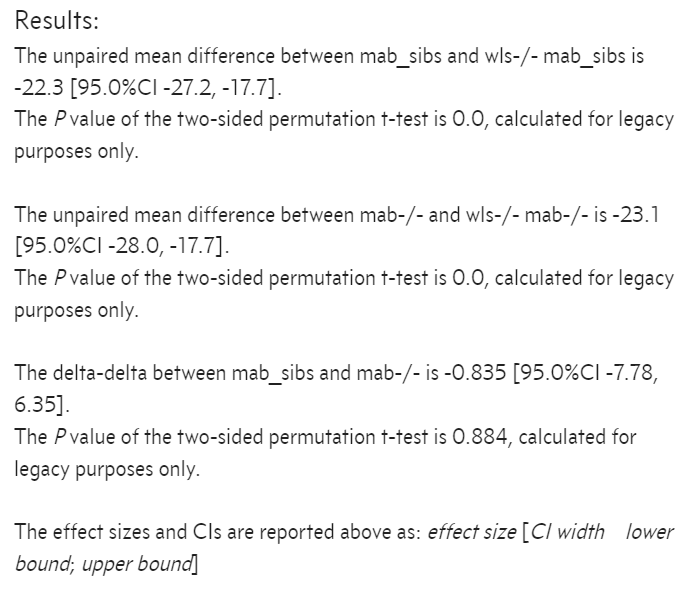 Results:
The unpaired mean difference between mab_sibs and wls-/- mab_sibs is
-22.3 [95.0%CI -27.2, -17.7].
The P value of the two-sided permutation t-test is 0.0, calculated for legacy
purposes only.
The unpaired mean difference between mab-/- and wls-/- mab-/- is -23.1
[95.0%CI -28.0, -17.7].
The P value of the two-sided permutation t-test is 0.0, calculated for legacy
purposes only.
The delta-delta between mab_sibs and mab-/- is -0.835 [95.0%CI -7.78,
6.35].
The P value of the two-sided permutation t-test is 0.884, calculated for
legacy purposes only.
The effect sizes and CIs are reported above as: effect size [CI width lower
bound; upper bound]